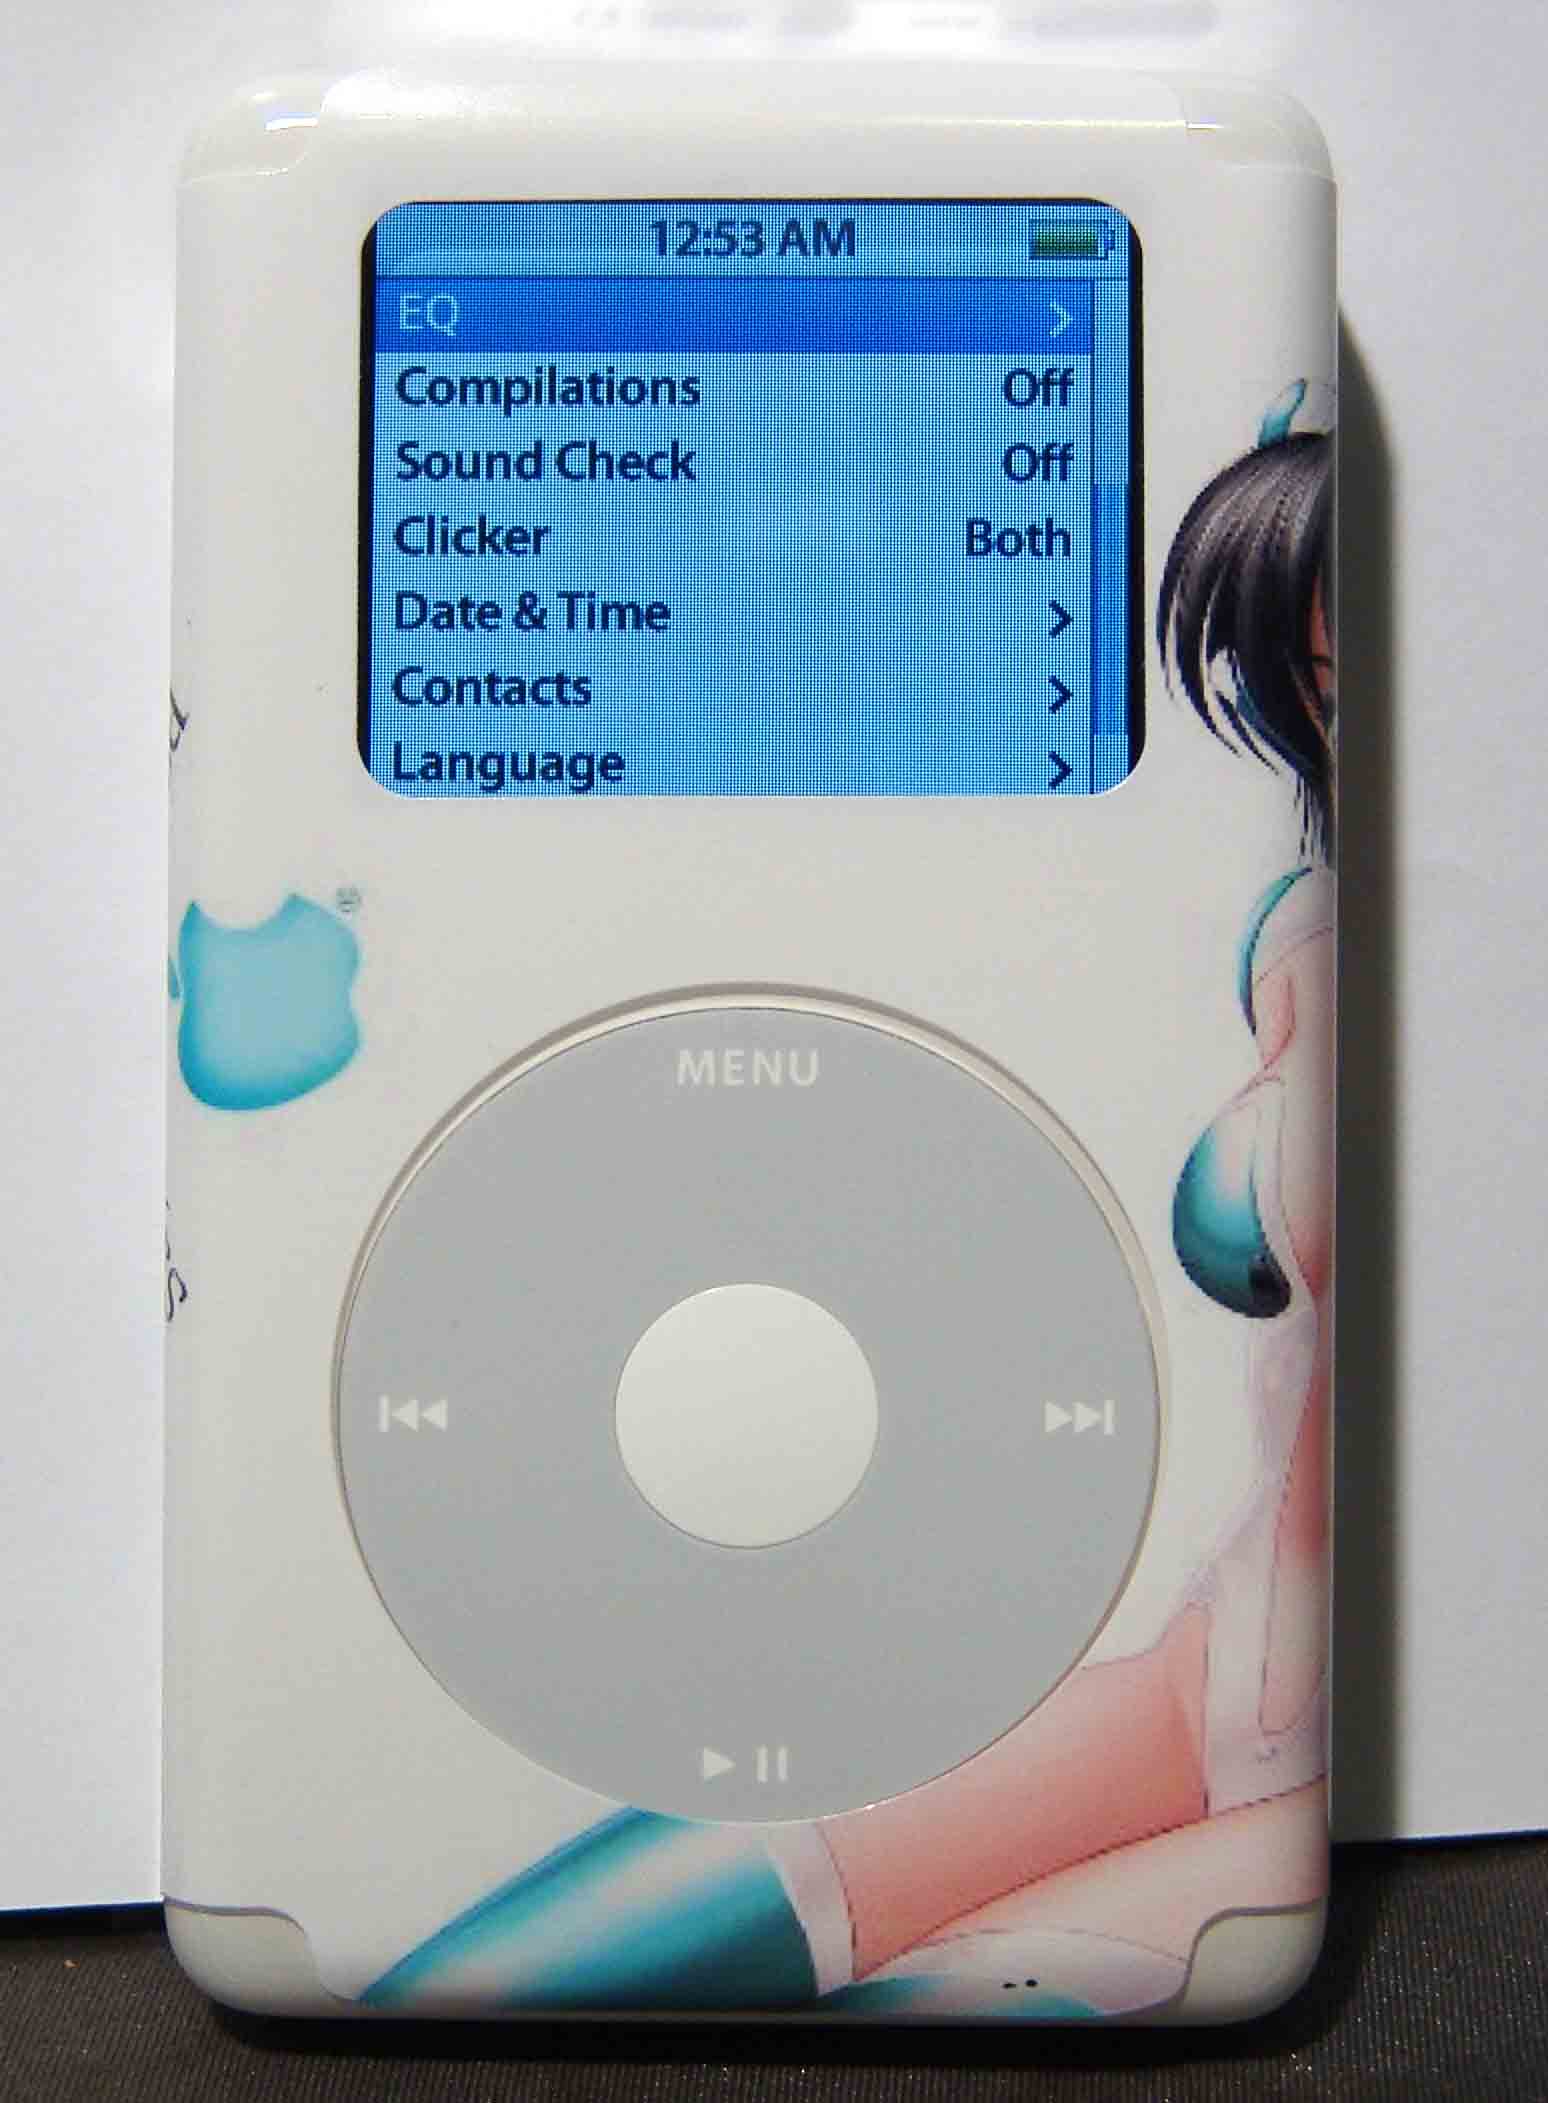 12:53 AM
EQ
Compilations Off
Sound Check Off
Clicker Both
Date & Time
Contacts
Language
MENU